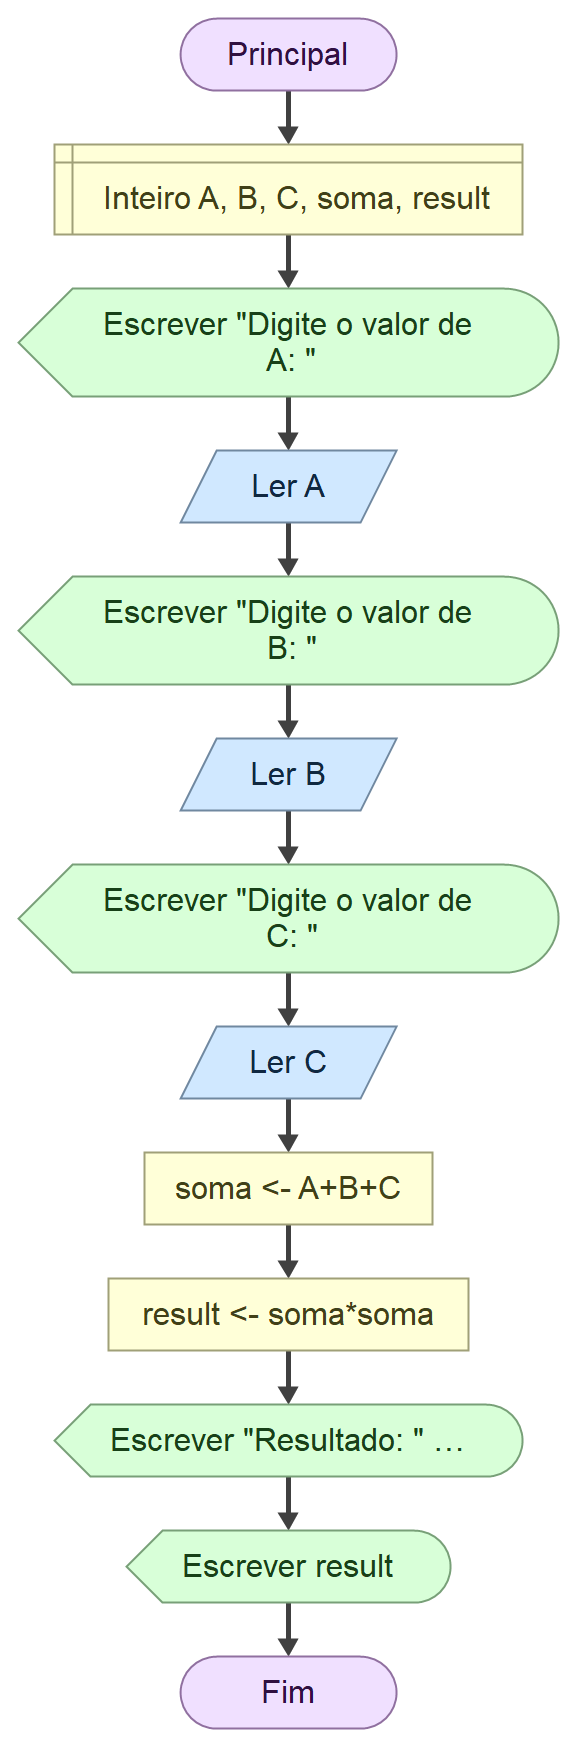 Principal
Inteiro A, B, C, soma, result
Escrever "Digite o valor de
A: "
Ler A
Escrever "Digite o valor de
B: "
Ler B
Escrever "Digite o valor de
C: "
Ler C
soma <- A+B+C
result <- soma*soma
Escrever "Resultado: " …
Escrever result
Fim